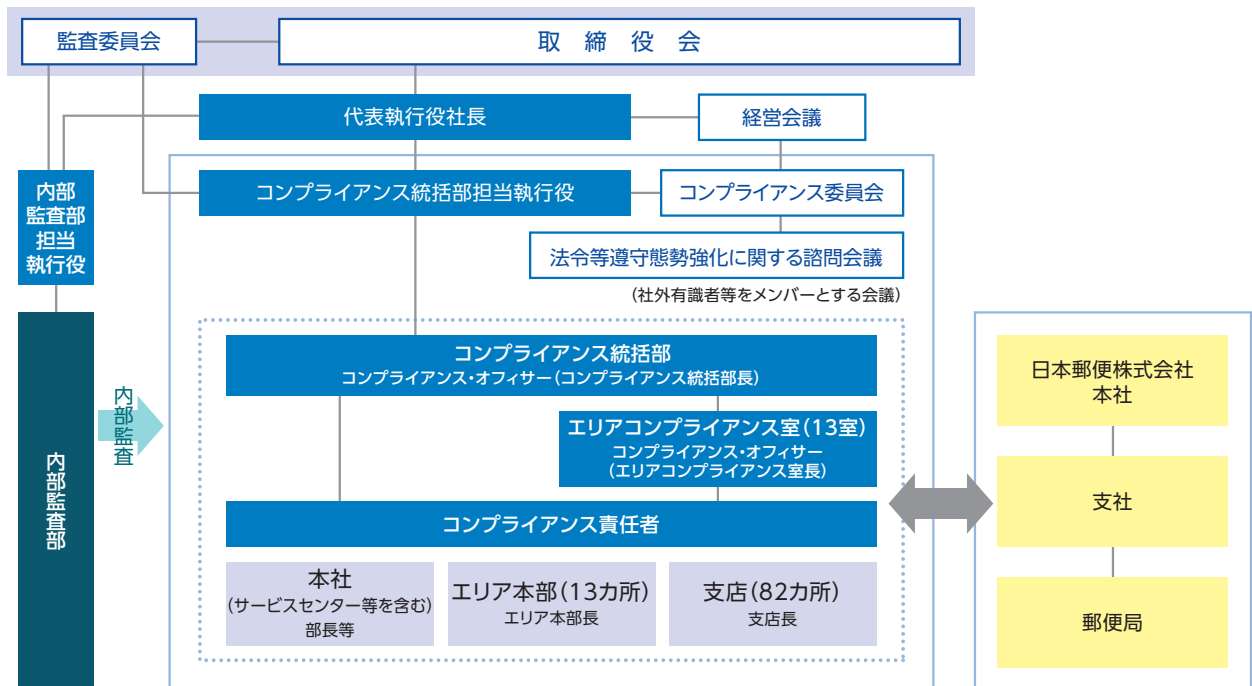 監査委員会
取締役会
代表執行役社長
経営会議
内部
監査部
担当
執行役
コンプライアンス統括部担当執行役
コンプライアンス委員会
法令等遵守態勢強化に関する諮問会議
（社外有識者等をメンバーとする会議）
内部監査部
内部監査
コンプライアンス統括部
コンプライアンス・オフィサー（コンプライアンス統括部長）
エリアコンプライアンス室（13室）
コンプライアンス・オフィサー
（エリアコンプライアンス室長）
コンプライアンス責任者
本社
（サービスセンター等を含む）
部長等
エリア本部（13カ所）
エリア本部長
支店（82カ所）
支店長
日本郵便株式会社
本社
支社
郵便局